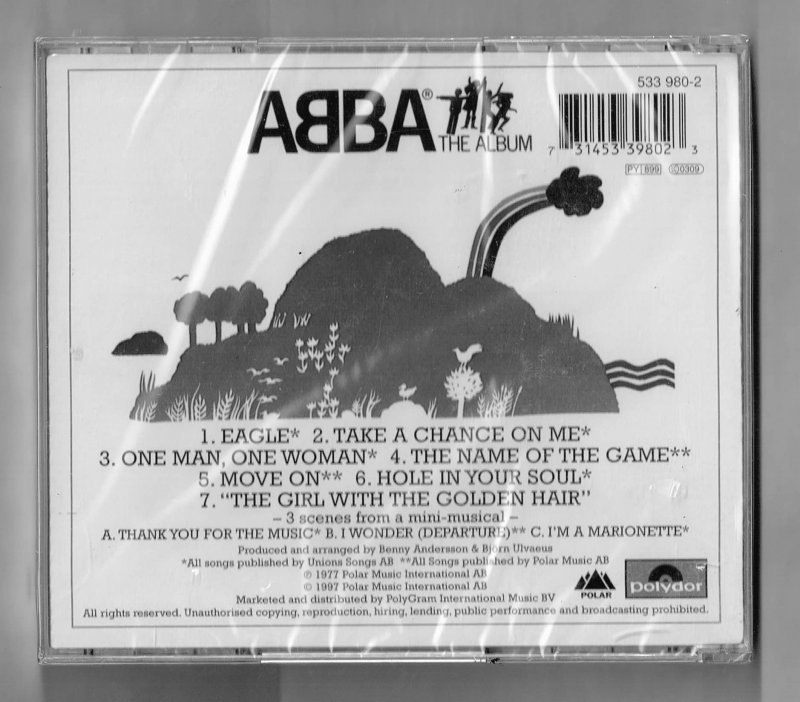 ABBA®
THE ALBUM
533 980-2
7 31453 39802 3
PY 899 0309
1. EAGLE* 2. TAKE A CHANCE ON ME*
3. ONE MAN, ONE WOMAN* 4. THE NAME OF THE GAME**
5. MOVE ON** 6. HOLE IN YOUR SOUL*
7. “THE GIRL WITH THE GOLDEN HAIR”
– 3 scenes from a mini-musical –
A. THANK YOU FOR THE MUSIC* B. I WONDER (DEPARTURE)** C. I'M A MARIONETTE*
Produced and arranged by Benny Andersson & Björn Ulvaeus
*All songs published by Unions Songs AB **All Songs published by Polar Music AB
℗ 1977 Polar Music International AB
© 1997 Polar Music International AB
Marketed and distributed by PolyGram International Music BV
POLAR
polydor
All rights reserved. Unauthorised copying, reproduction, hiring, lending, public performance and broadcasting prohibited.